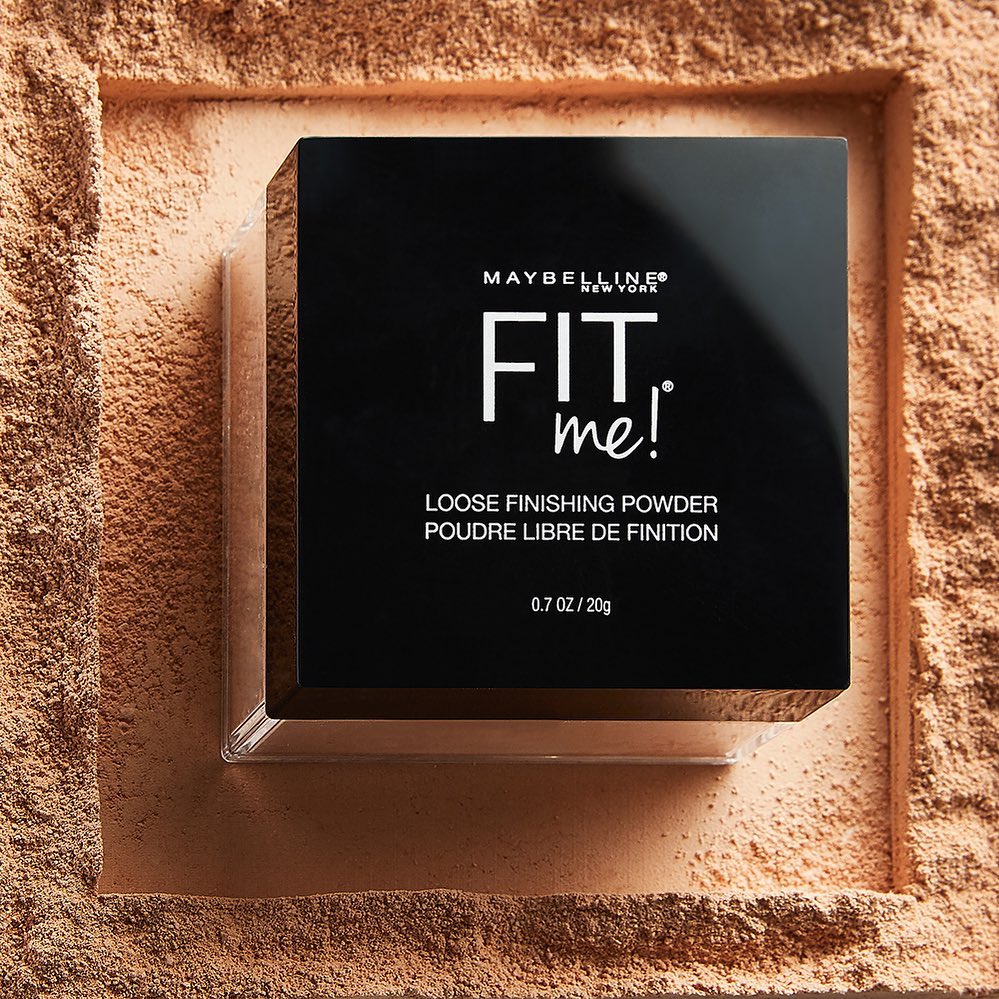 MAYBELLINE®
NEW YORK
FIT
me!®
LOOSE FINISHING POWDER
POUDRE LIBRE DE FINITION
0.7 OZ / 20g